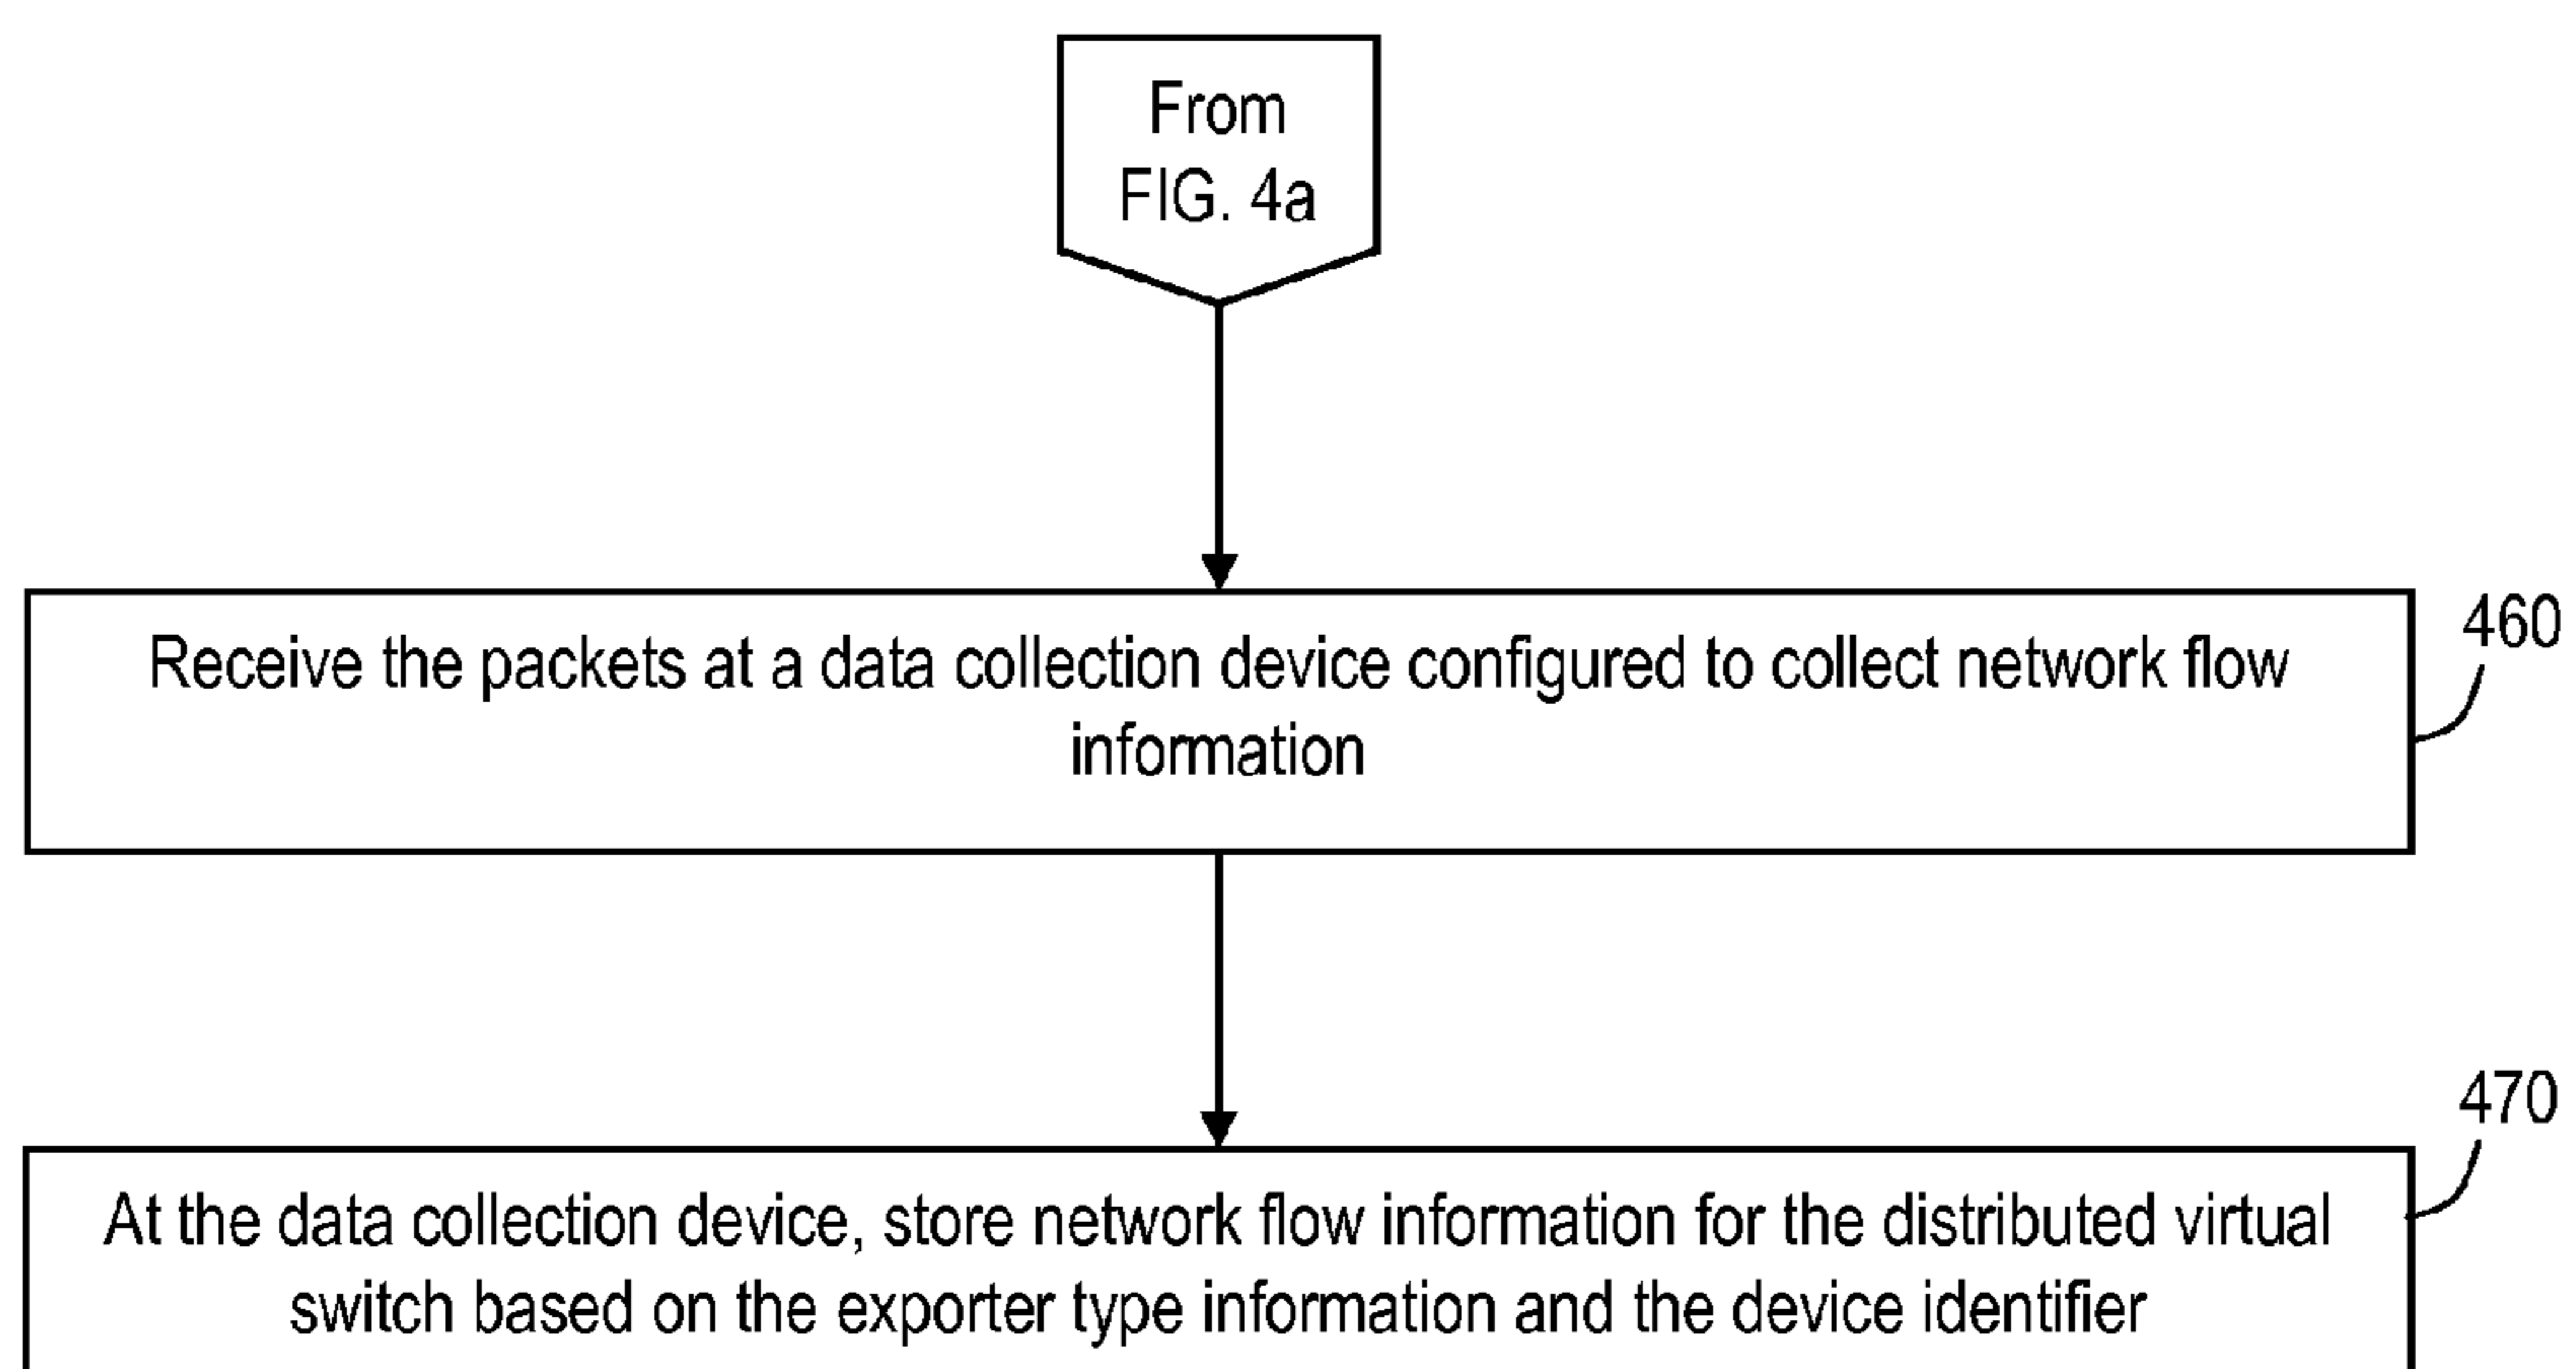 From
FIG. 4a
460
Receive the packets at a data collection device configured to collect network flow
information
470
At the data collection device, store network flow information for the distributed virtual
switch based on the exporter type information and the device identifier